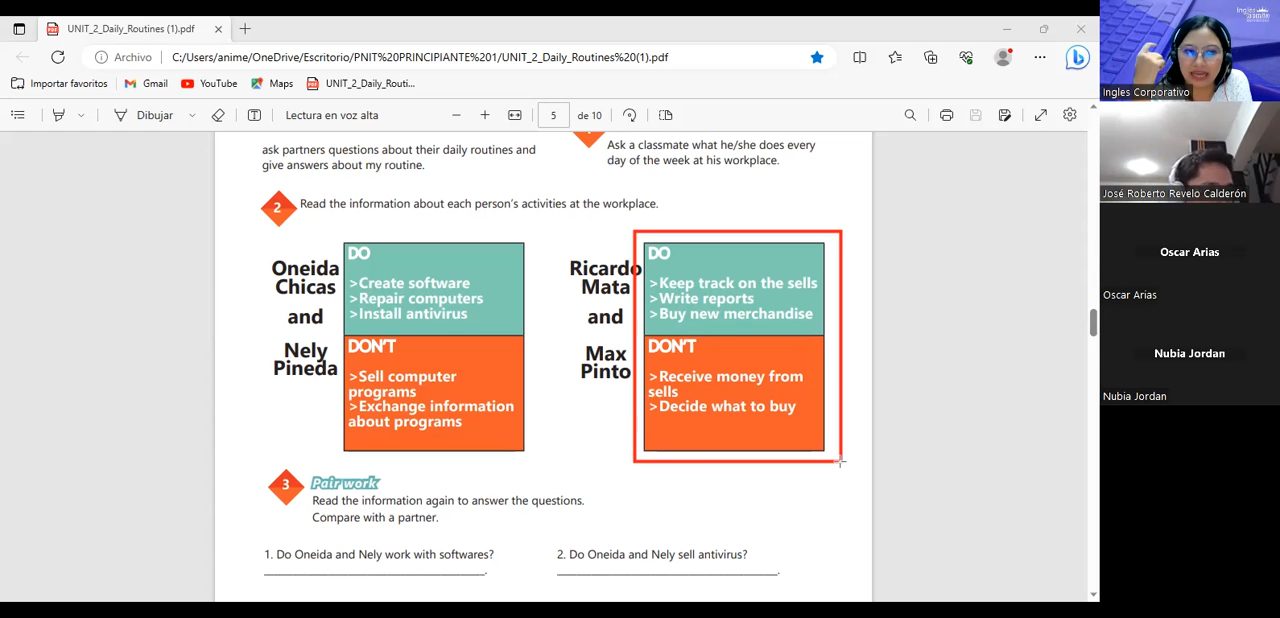 UNIT_2_Daily_Routines (1).pdf
Archivo
C:/Users/anime/OneDrive/Escritorio/PNIT%20PRINCIPIANTE%201/UNIT_2_Daily_Routines%20(1).pdf
Importar favoritos
Gmail
YouTube
Maps
UNIT_2_Daily_Routi...
Dibujar
Lectura en voz alta
5
de 10
ask partners questions about their daily routines and
give answers about my routine.
Ask a classmate what he/she does every
day of the week at his workplace.
2
Read the information about each person's activities at the workplace.
Oneida
Chicas
and
Nely
Pineda
DO
>Create software
>Repair computers
>Install antivirus
DON'T
>Sell computer
programs
>Exchange information
about programs
Ricardo
Mata
and
Max
Pinto
DO
>Keep track on the sells
>Write reports
>Buy new merchandise
DON'T
>Receive money from
sells
>Decide what to buy
3
Pair work
Read the information again to answer the questions.
Compare with a partner.
1. Do Oneida and Nely work with softwares?
2. Do Oneida and Nely sell antivirus?
Ingles Corporativo
José Roberto Revelo Calderón
Oscar Arias
Oscar Arias
Nubia Jordan
Nubia Jordan